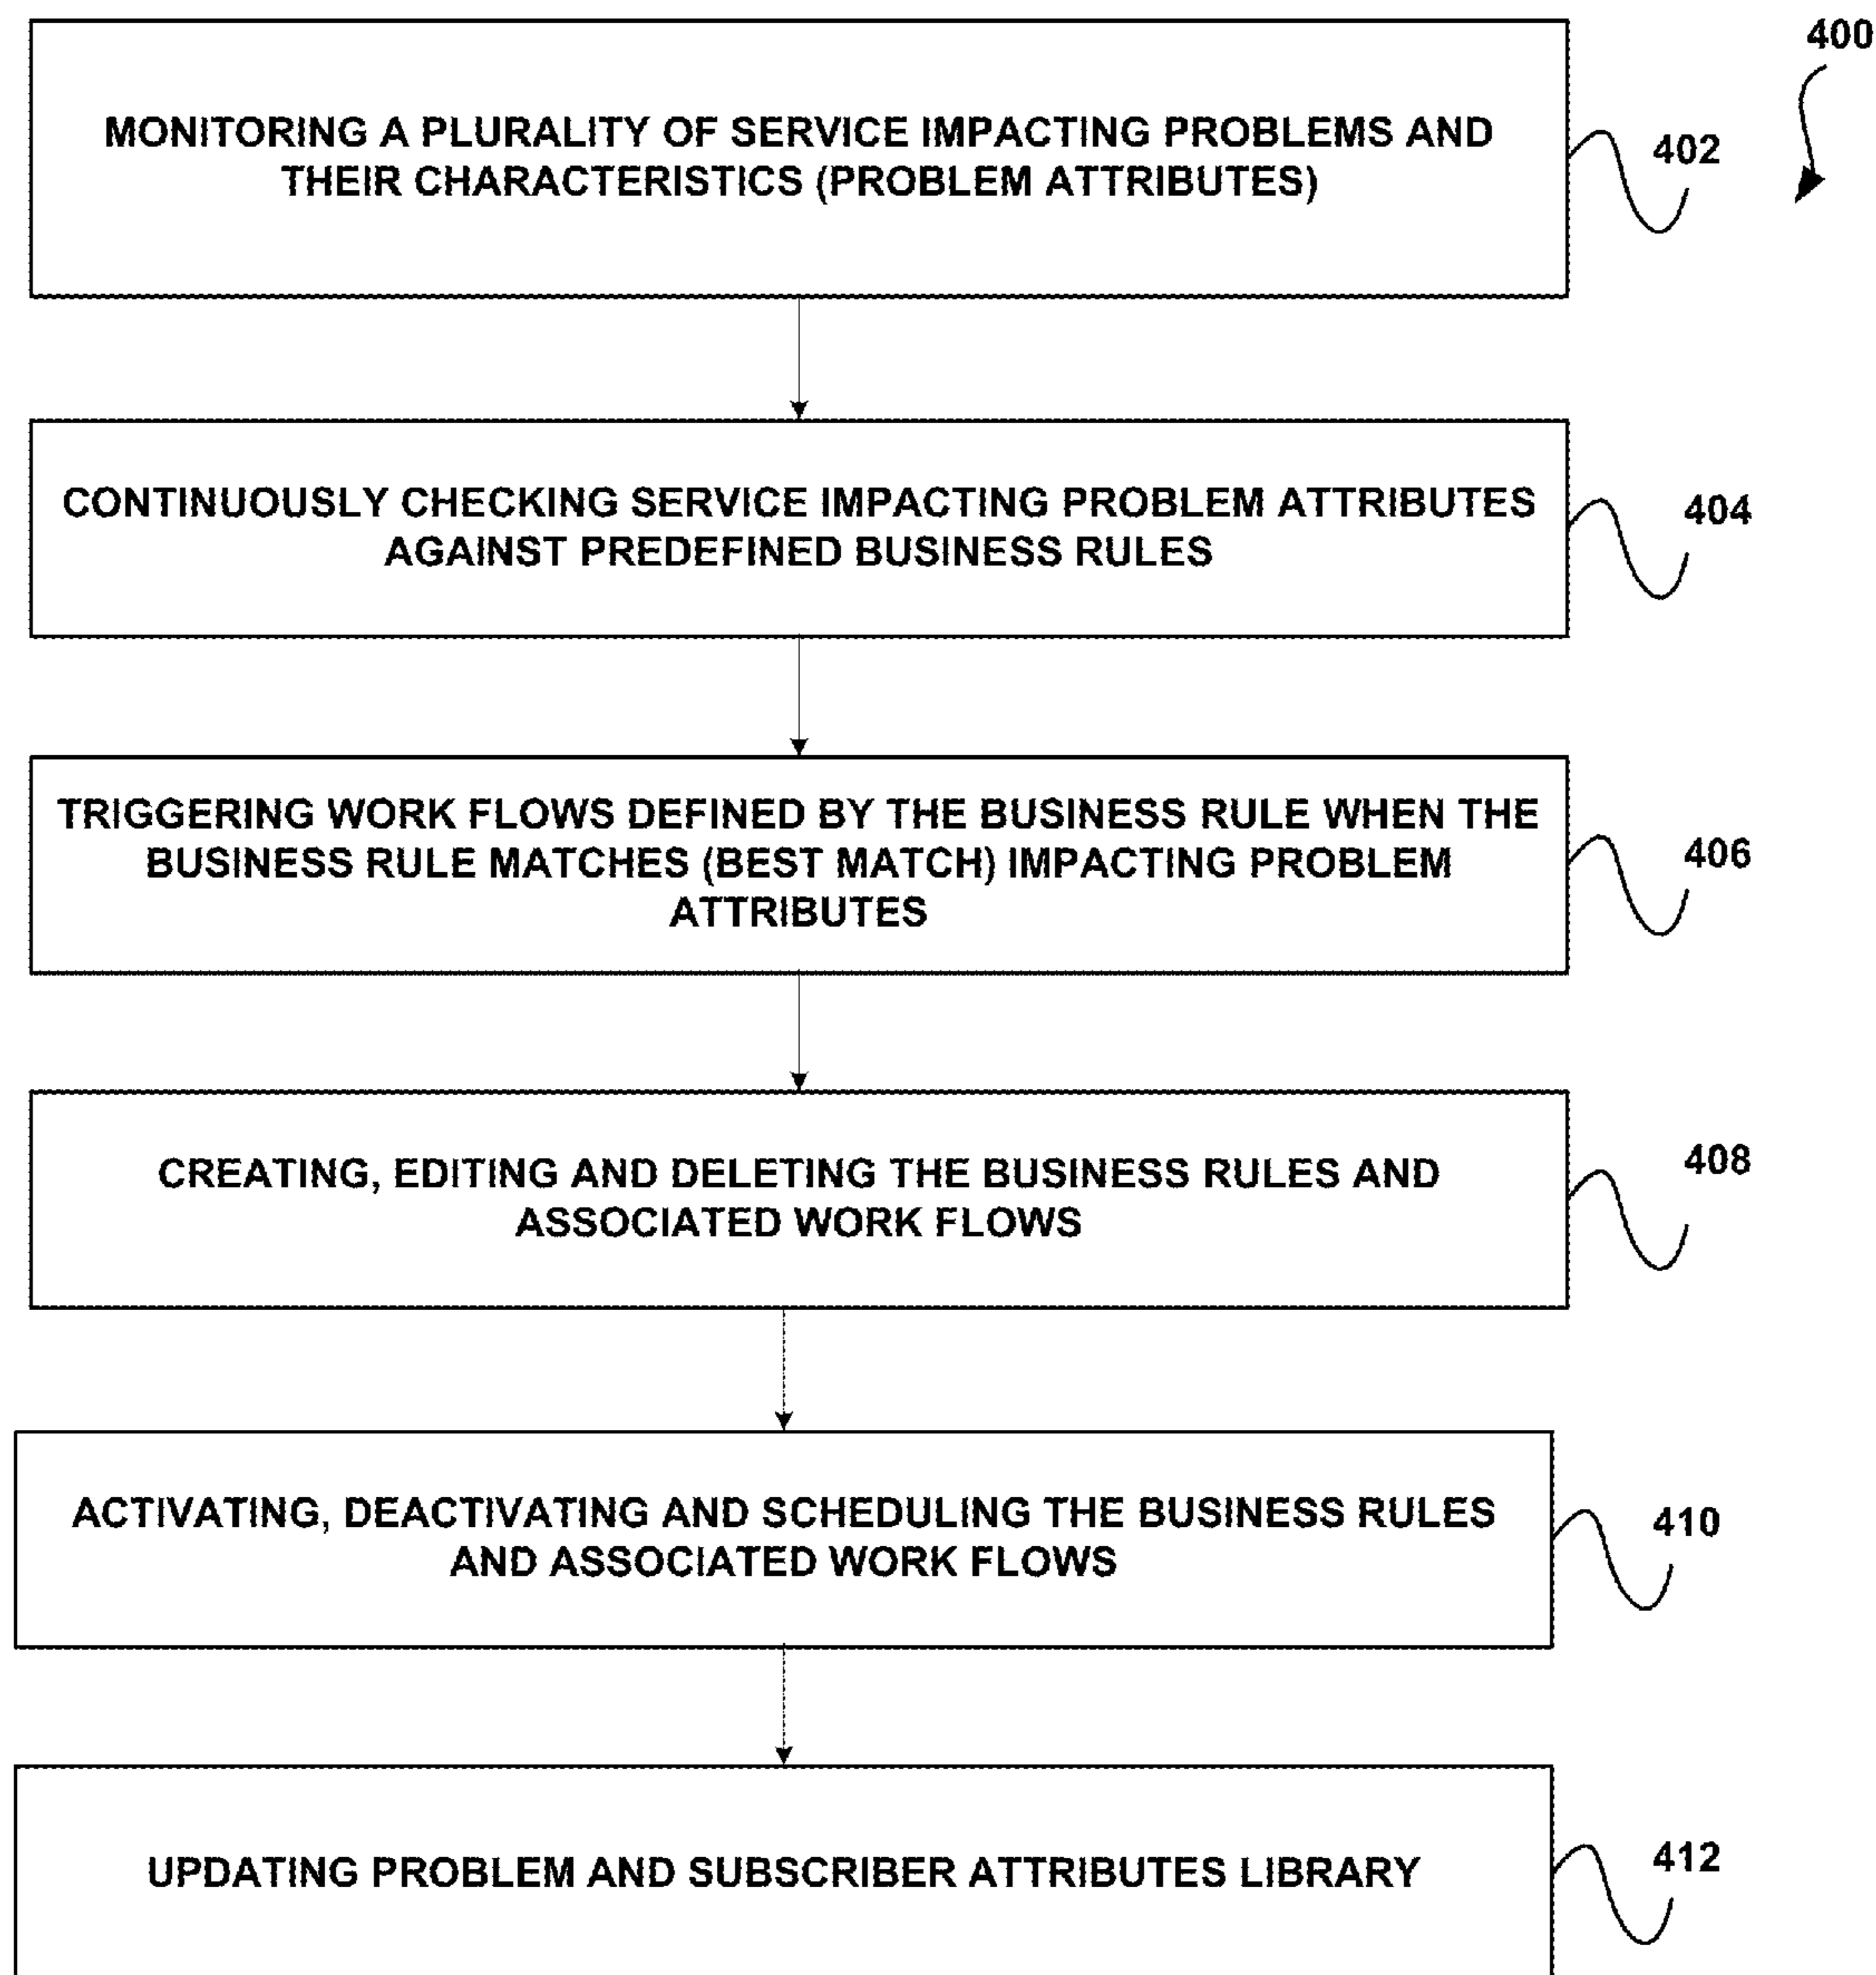 400
MONITORING A PLURALITY OF SERVICE IMPACTING PROBLEMS AND
THEIR CHARACTERISTICS (PROBLEM ATTRIBUTES)
402
CONTINUOUSLY CHECKING SERVICE IMPACTING PROBLEM ATTRIBUTES
AGAINST PREDEFINED BUSINESS RULES
404
TRIGGERING WORK FLOWS DEFINED BY THE BUSINESS RULE WHEN THE
BUSINESS RULE MATCHES (BEST MATCH) IMPACTING PROBLEM
ATTRIBUTES
406
CREATING, EDITING AND DELETING THE BUSINESS RULES AND
ASSOCIATED WORK FLOWS
408
ACTIVATING, DEACTIVATING AND SCHEDULING THE BUSINESS RULES
AND ASSOCIATED WORK FLOWS
410
UPDATING PROBLEM AND SUBSCRIBER ATTRIBUTES LIBRARY
412